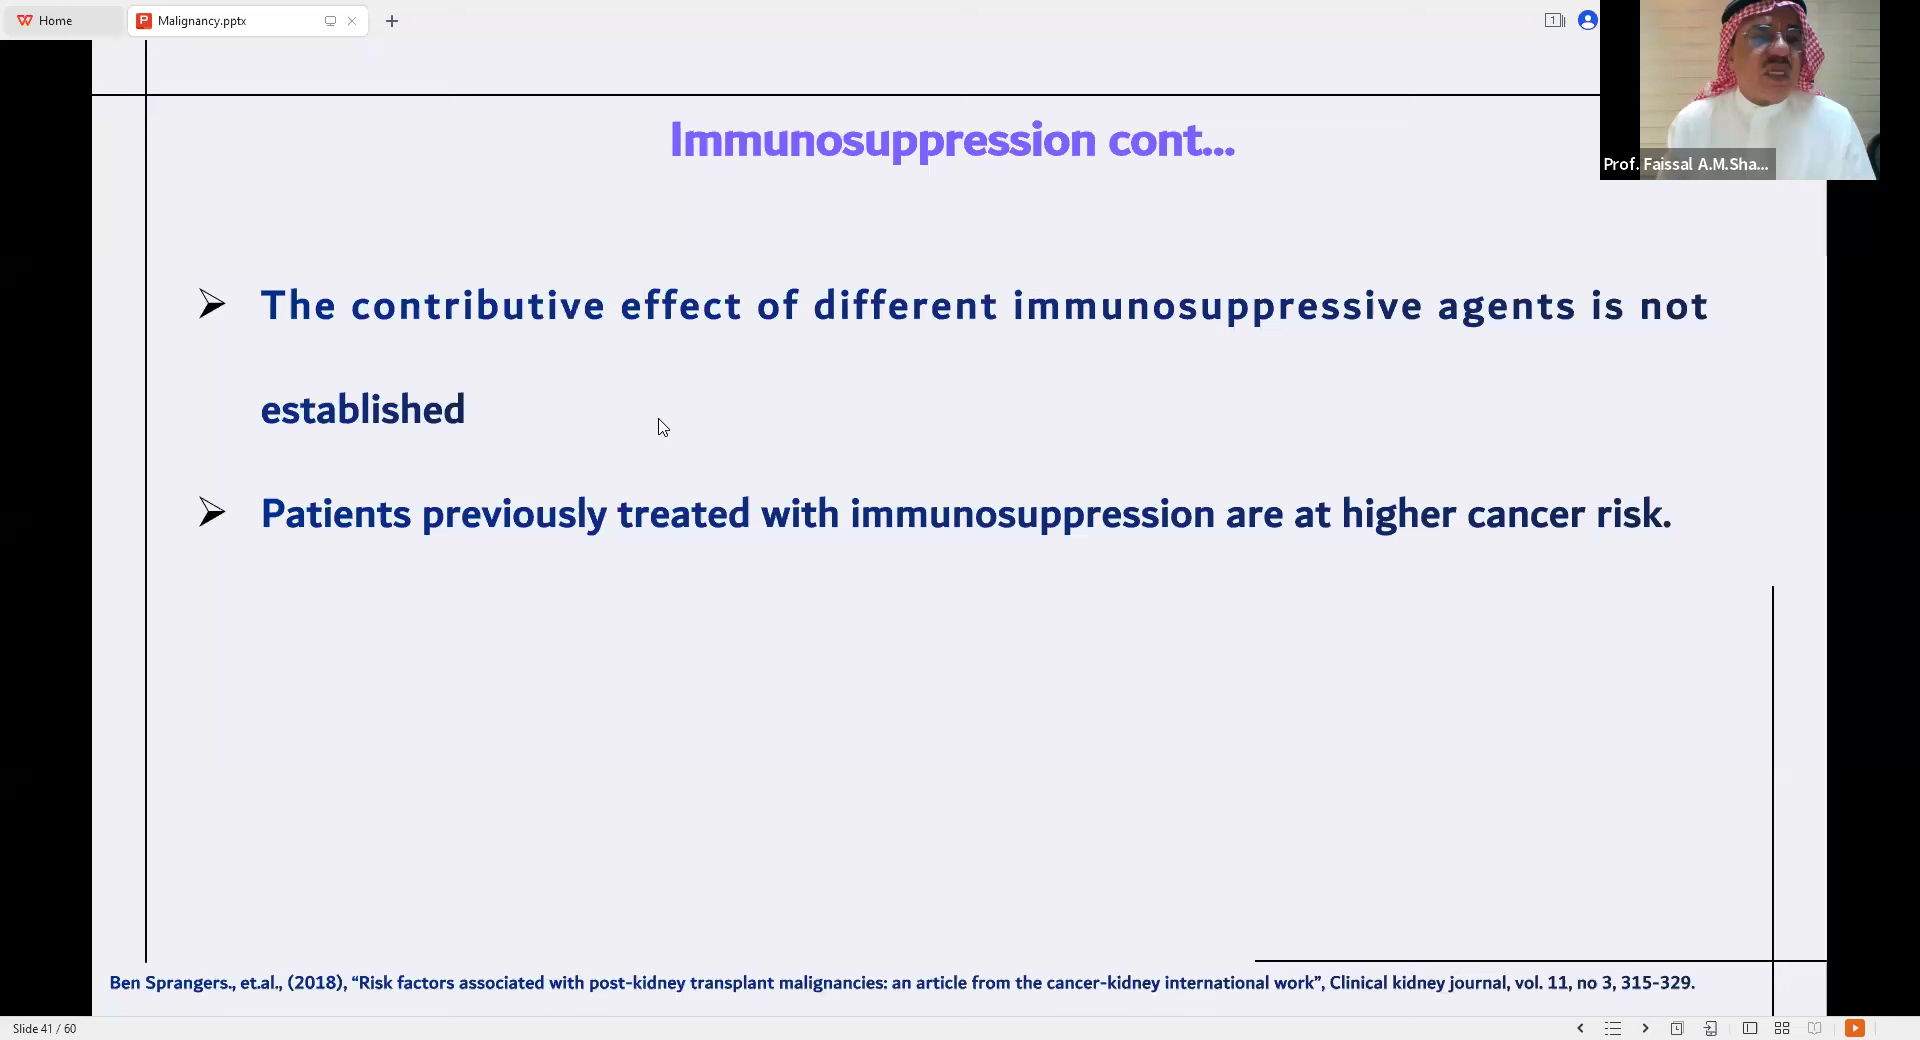 Home
Malignancy.pptx
1
Prof. Faissal A.M.Sha...
Immunosuppression cont...
The contributive effect of different immunosuppressive agents is not
established
Patients previously treated with immunosuppression are at higher cancer risk.
Ben Sprangers., et.al., (2018), “Risk factors associated with post-kidney transplant malignancies: an article from the cancer-kidney international work”, Clinical kidney journal, vol. 11, no 3, 315-329.
Slide 41 / 60